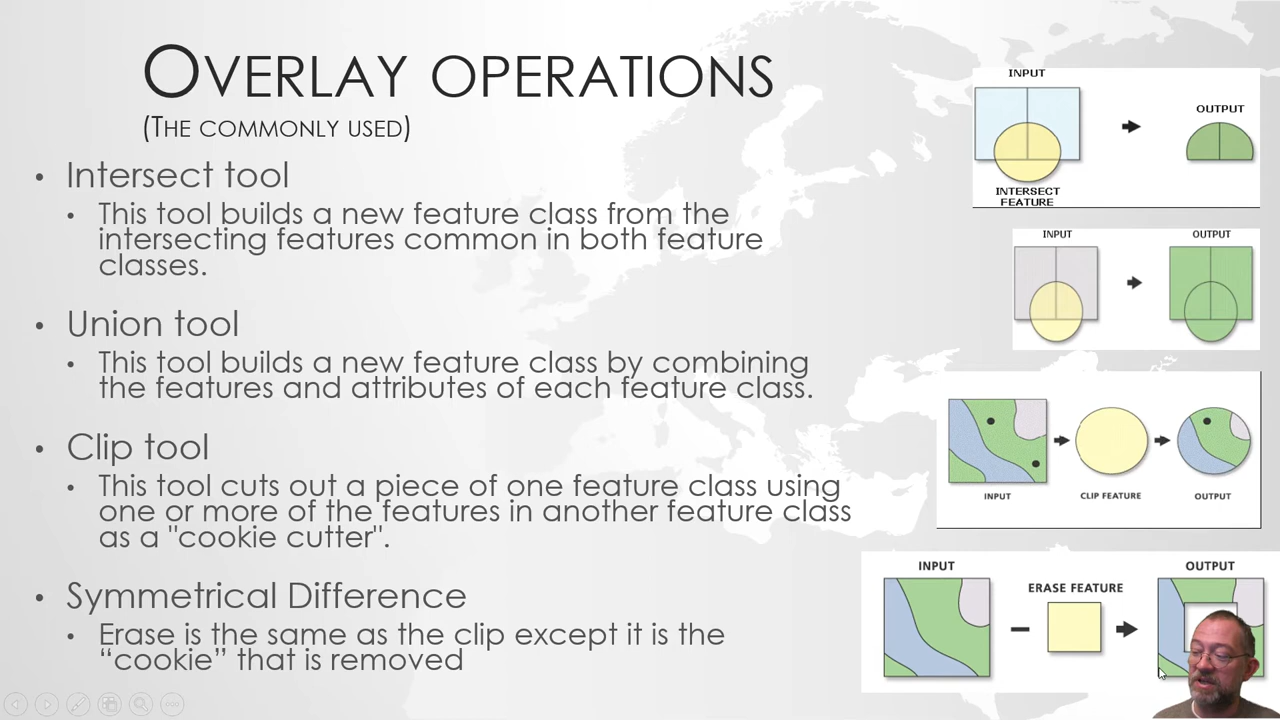 Overlay operations
(The commonly used)
• Intersect tool
• This tool builds a new feature class from the
intersecting features common in both feature
classes.
• Union tool
• This tool builds a new feature class by combining
the features and attributes of each feature class.
• Clip tool
• This tool cuts out a piece of one feature class using
one or more of the features in another feature class
as a "cookie cutter".
• Symmetrical Difference
• Erase is the same as the clip except it is the
“cookie” that is removed
INPUT
OUTPUT
INTERSECT
FEATURE
INPUT
OUTPUT
INPUT
CLIP FEATURE
OUTPUT
INPUT
ERASE FEATURE
OUTPUT